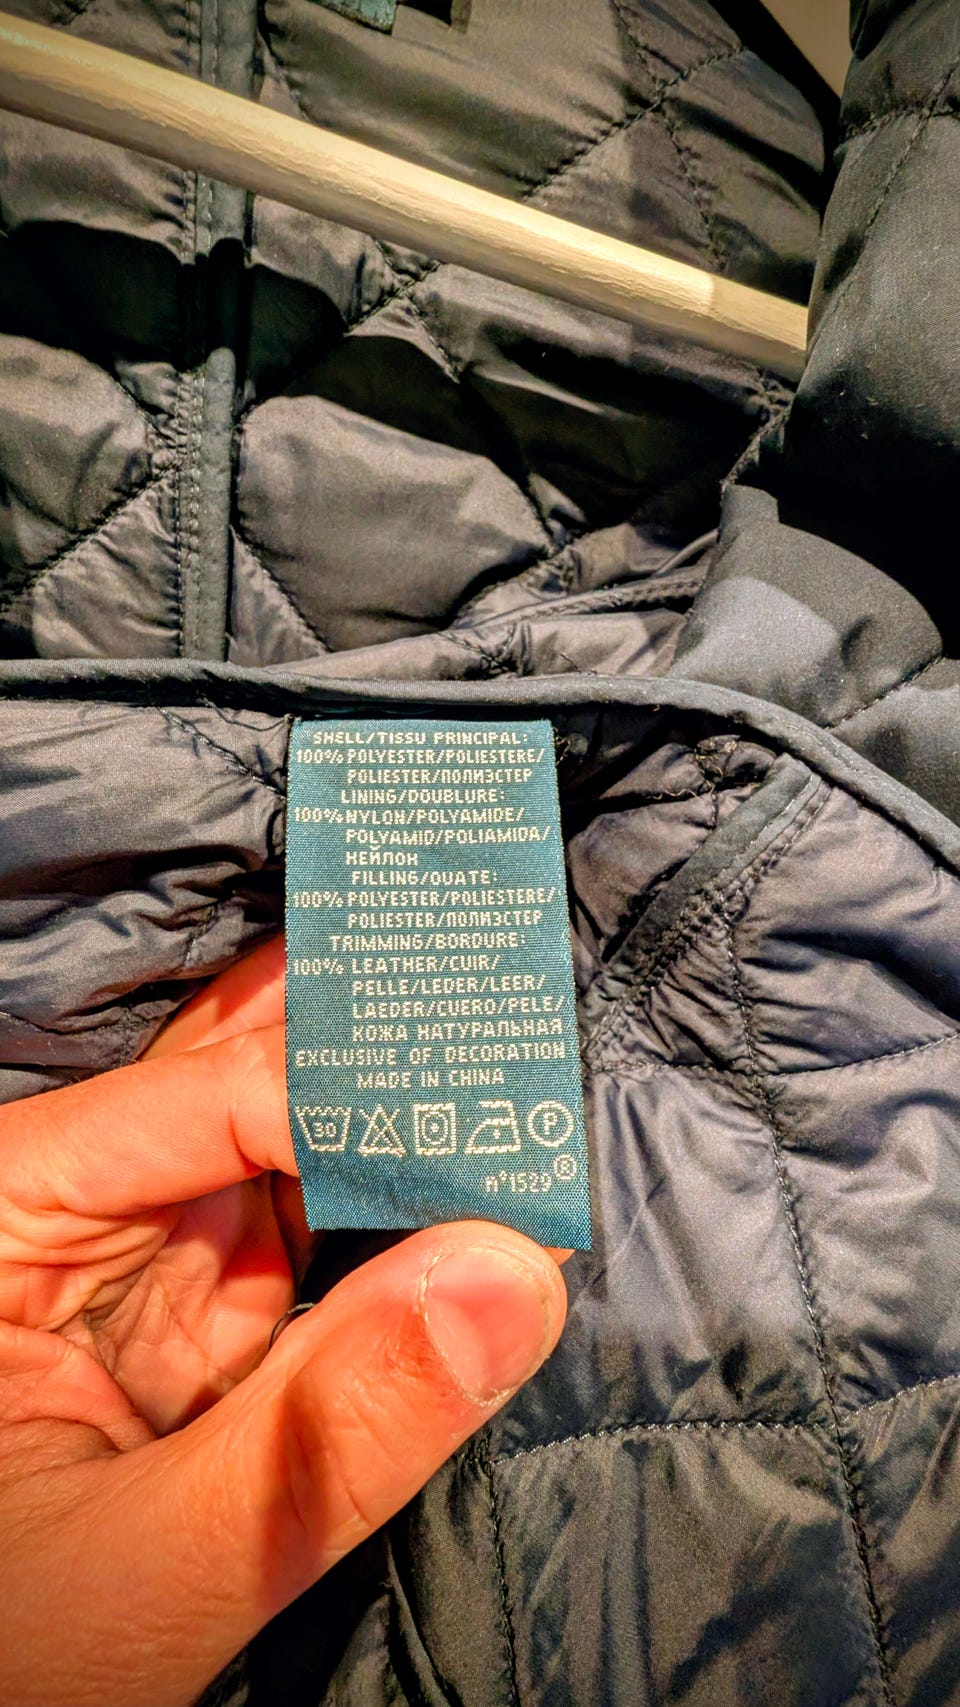 SHELL/TISSU PRINCIPAL:
100% POLYESTER/POLIESTERE/
POLIESTER/ПОЛИЭСТЕР
LINING/DOUBLURE:
100% NYLON/POLYAMIDE/
POLYAMID/POLIAMIDA/
НЕЙЛОН
FILLING/OUATE:
100% POLYESTER/POLIESTERE/
POLIESTER/ПОЛИЭСТЕР
TRIMMING/BORDURE:
100% LEATHER/CUIR/
PELLE/LEDER/LEER/
LAEDER/CUERO/PELE/
КОЖА НАТУРАЛЬНАЯ
EXCLUSIVE OF DECORATION
MADE IN CHINA
30 P
n°1529®